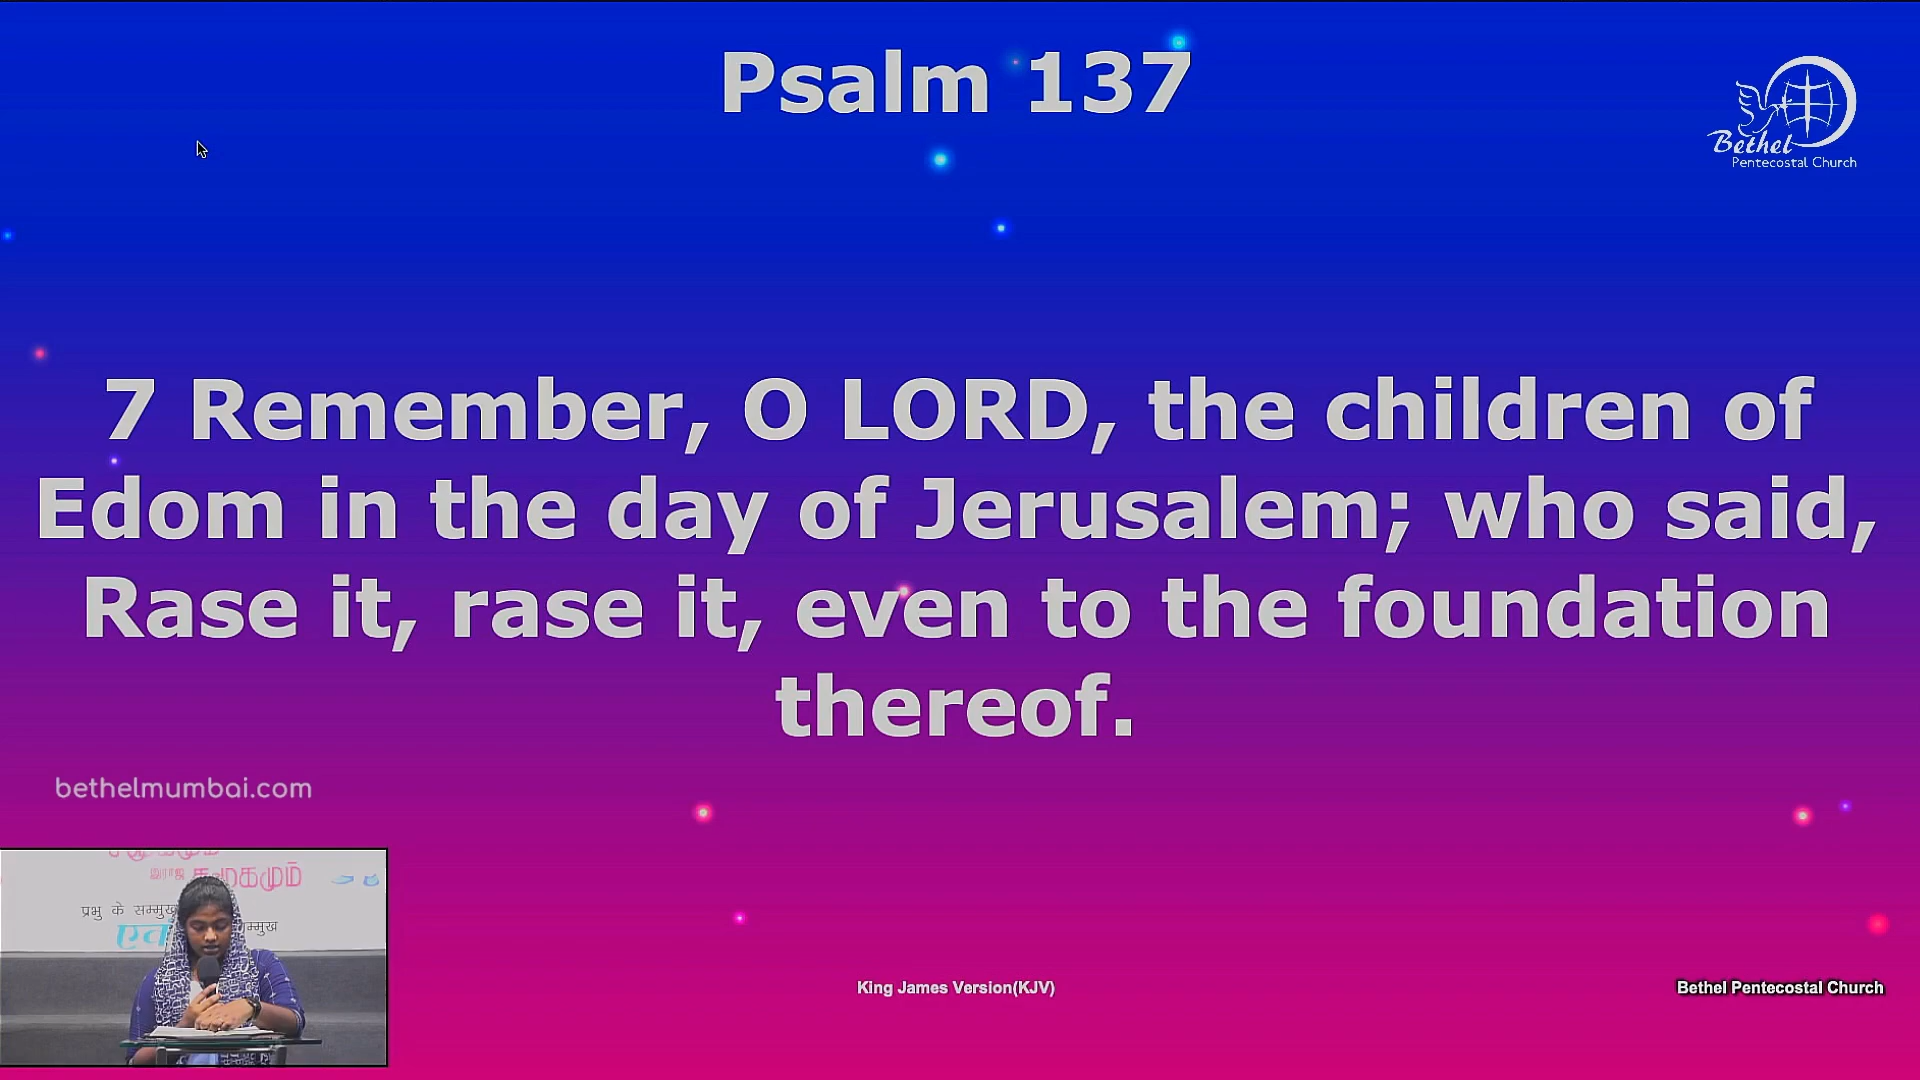 Psalm 137
Bethel
Pentecostal Church
7 Remember, O LORD, the children of
Edom in the day of Jerusalem; who said,
Rase it, rase it, even to the foundation
thereof.
bethelmumbai.com
சமுகமும்
प्रभु के सम्मुख
King James Version(KJV)
Bethel Pentecostal Church